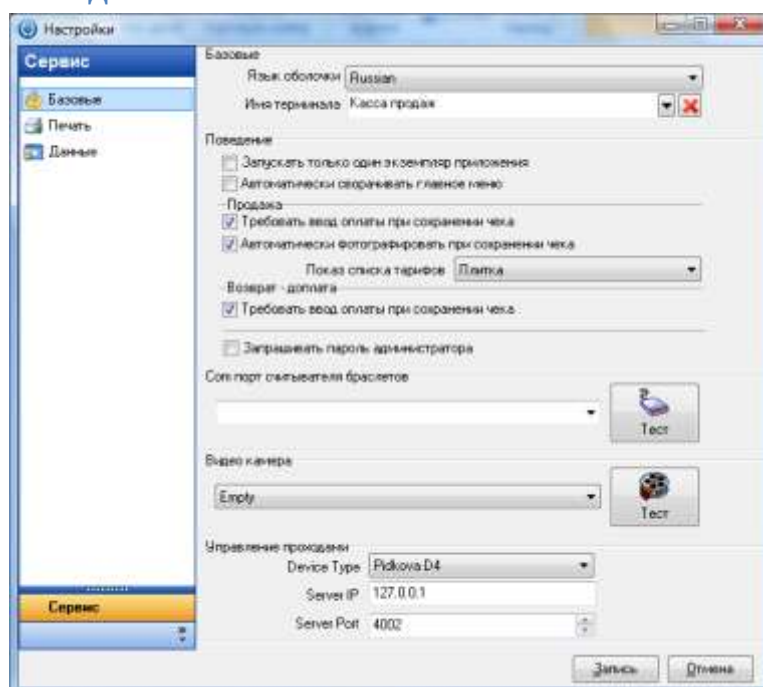 Настройки
Сервис
Базовые
Печать
Данные
Базовые
Язык оболочки Russian
Имя терминала Касса продаж
Поведение
Запускать только один экземпляр приложения
Автоматически сворачивать главное меню
Продажа
Требовать ввод оплаты при сохранении чека
Автоматически фотографировать при сохранении чека
Показ списка тарифов Плитка
Возврат - доплата
Требовать ввод оплаты при сохранении чека
Запрашивать пароль администратора
Com порт считывателя браслетов
Тест
Видео камера
Empty
Тест
Управление проходами
Device Type Pidkova D4
Server IP 127.0.0.1
Server Port 4002
Сервис
Запись Отмена